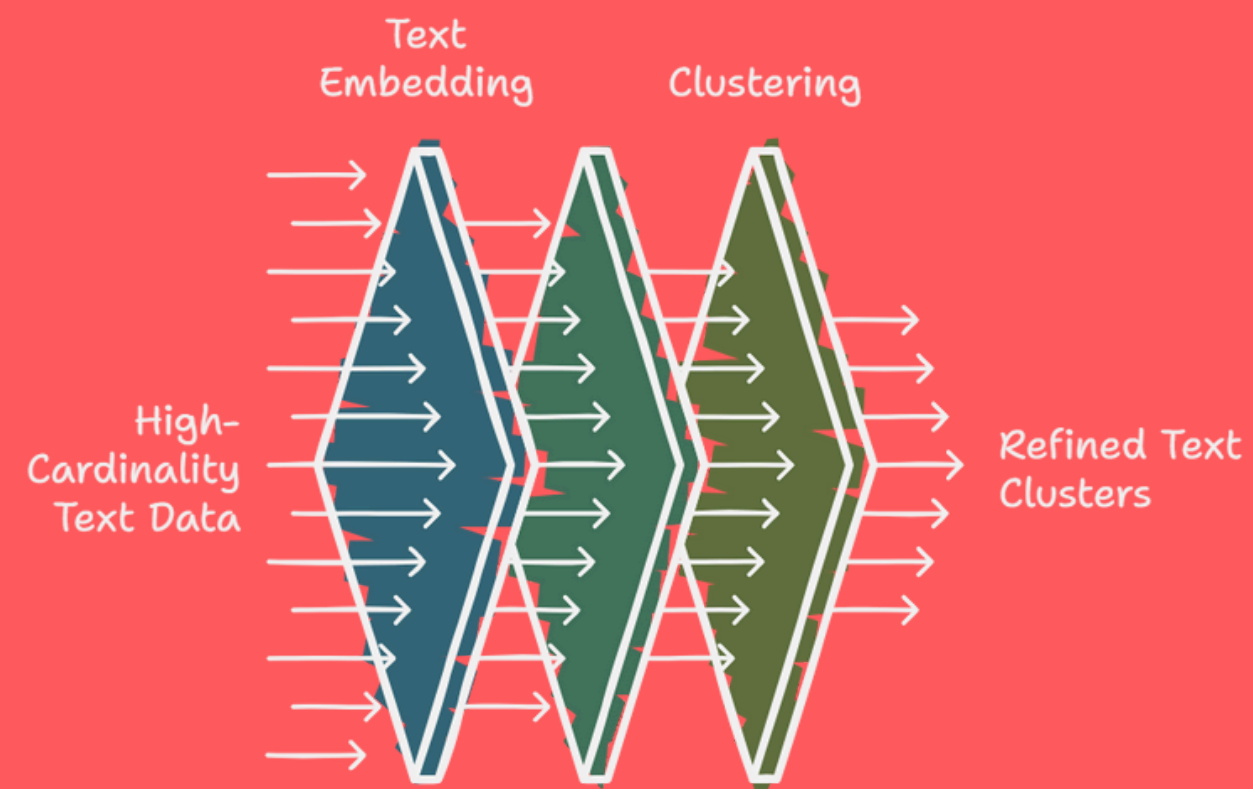 Text
Embedding
Clustering
High-
Cardinality
Text Data
Refined Text
Clusters